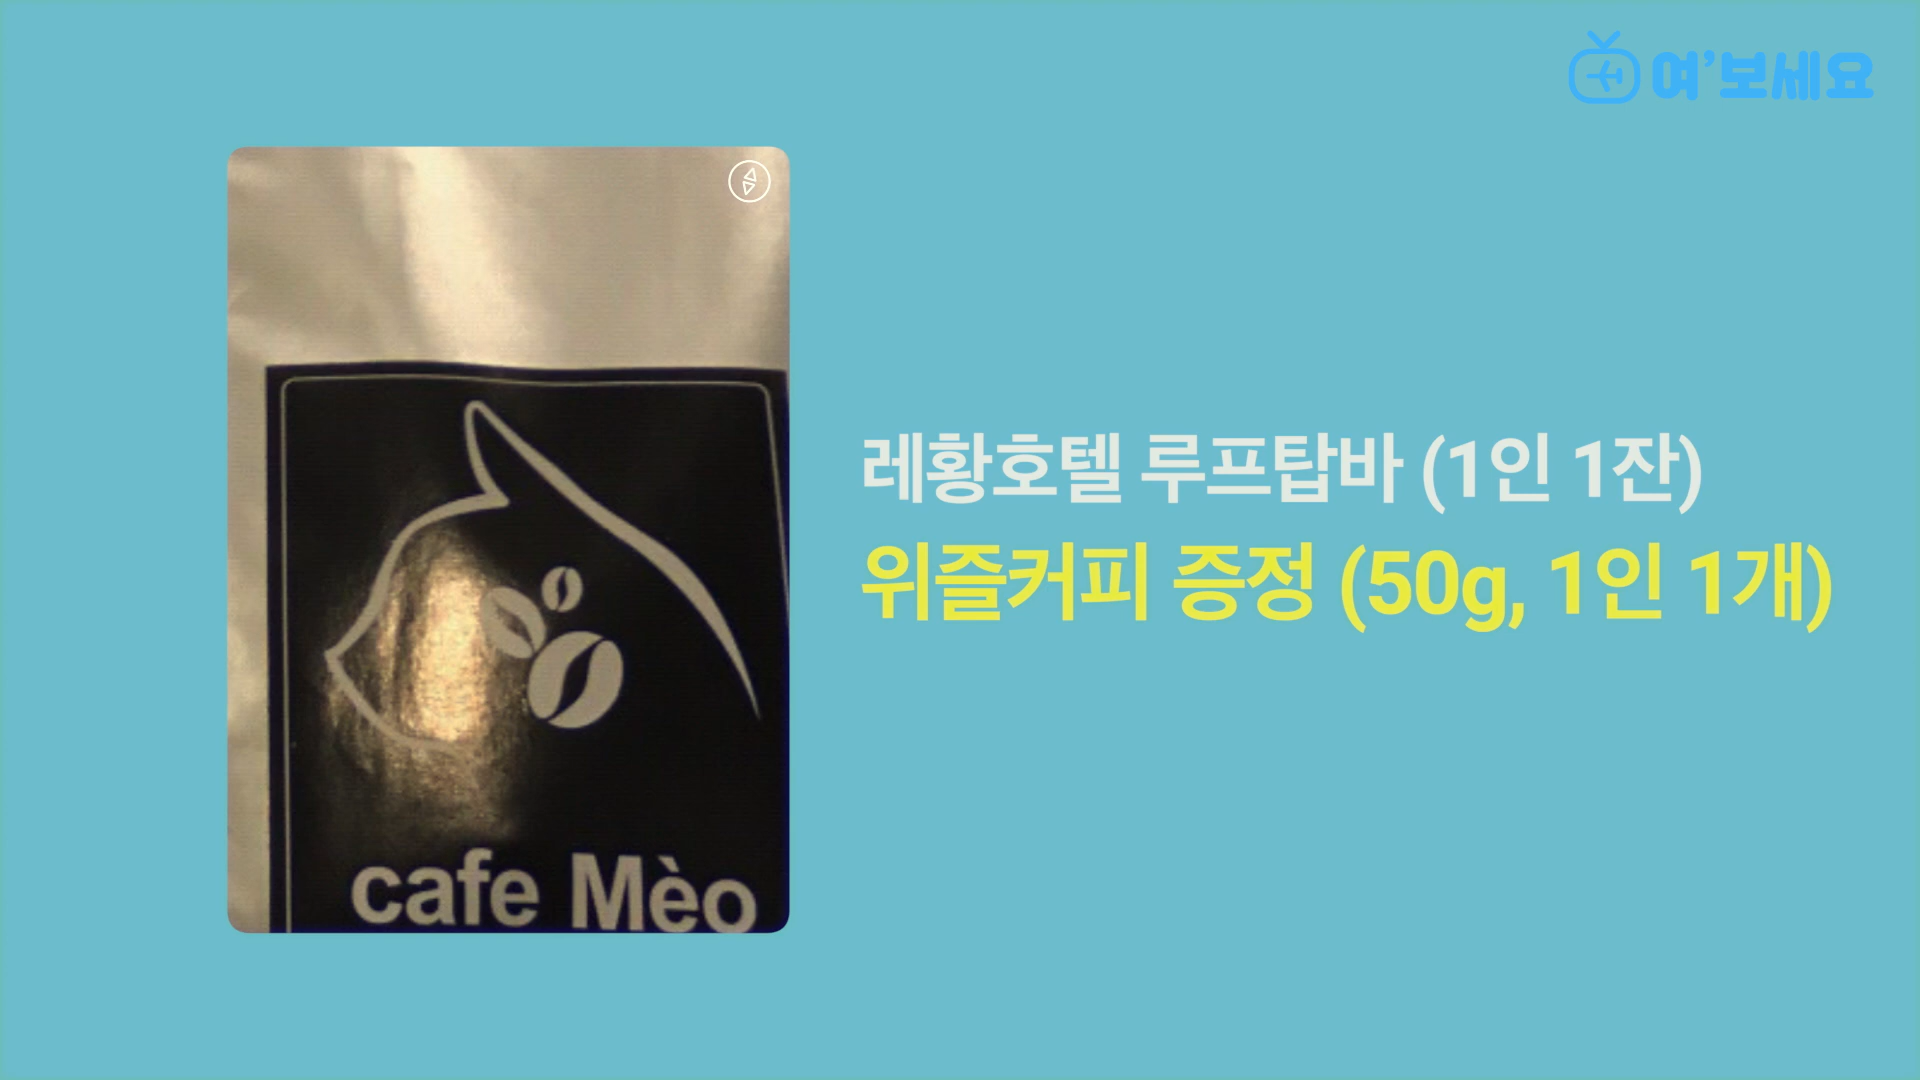 여'보세요
레황호텔 루프탑바 (1인 1잔)
위즐커피 증정 (50g, 1인 1개)
cafe Mèo